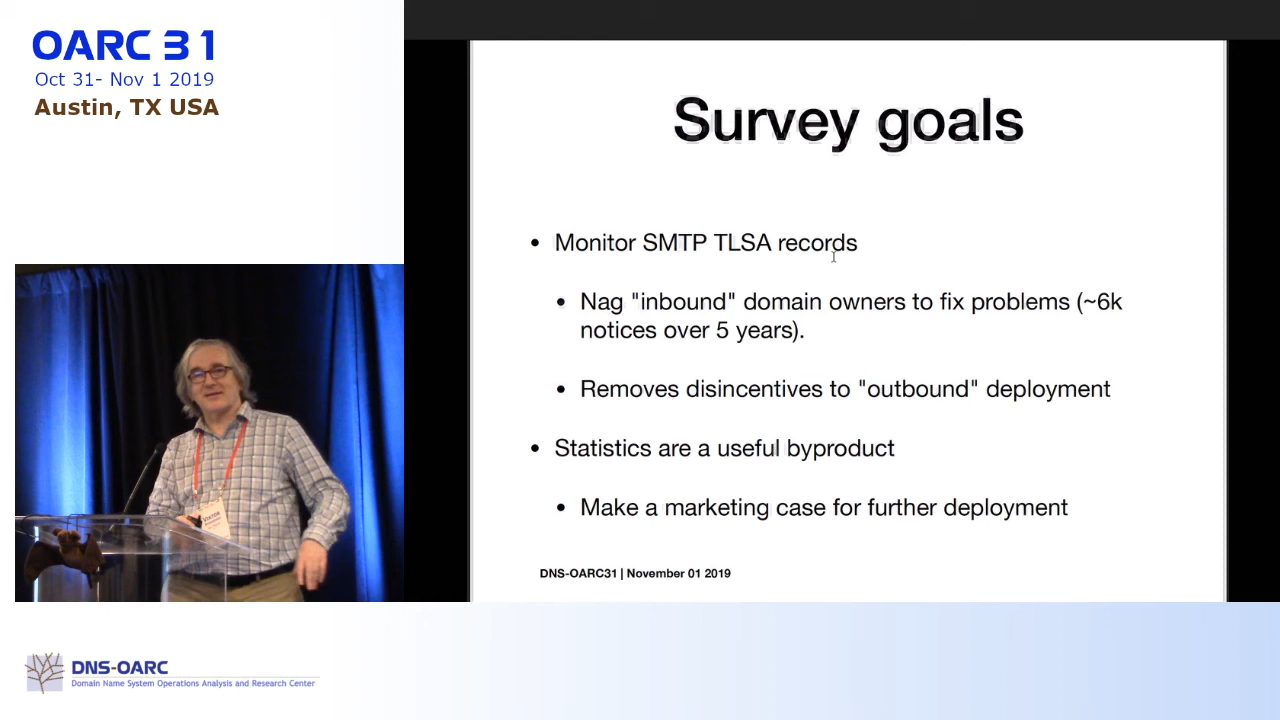 OARC 31
Oct 31- Nov 1 2019
Austin, TX USA
Survey goals
• Monitor SMTP TLSA records
• Nag "inbound" domain owners to fix problems (~6k
notices over 5 years).
• Removes disincentives to "outbound" deployment
• Statistics are a useful byproduct
• Make a marketing case for further deployment
DNS-OARC31 | November 01 2019
VIKTOR
DNS-OARC
Domain Name System Operations Analysis and Research Center